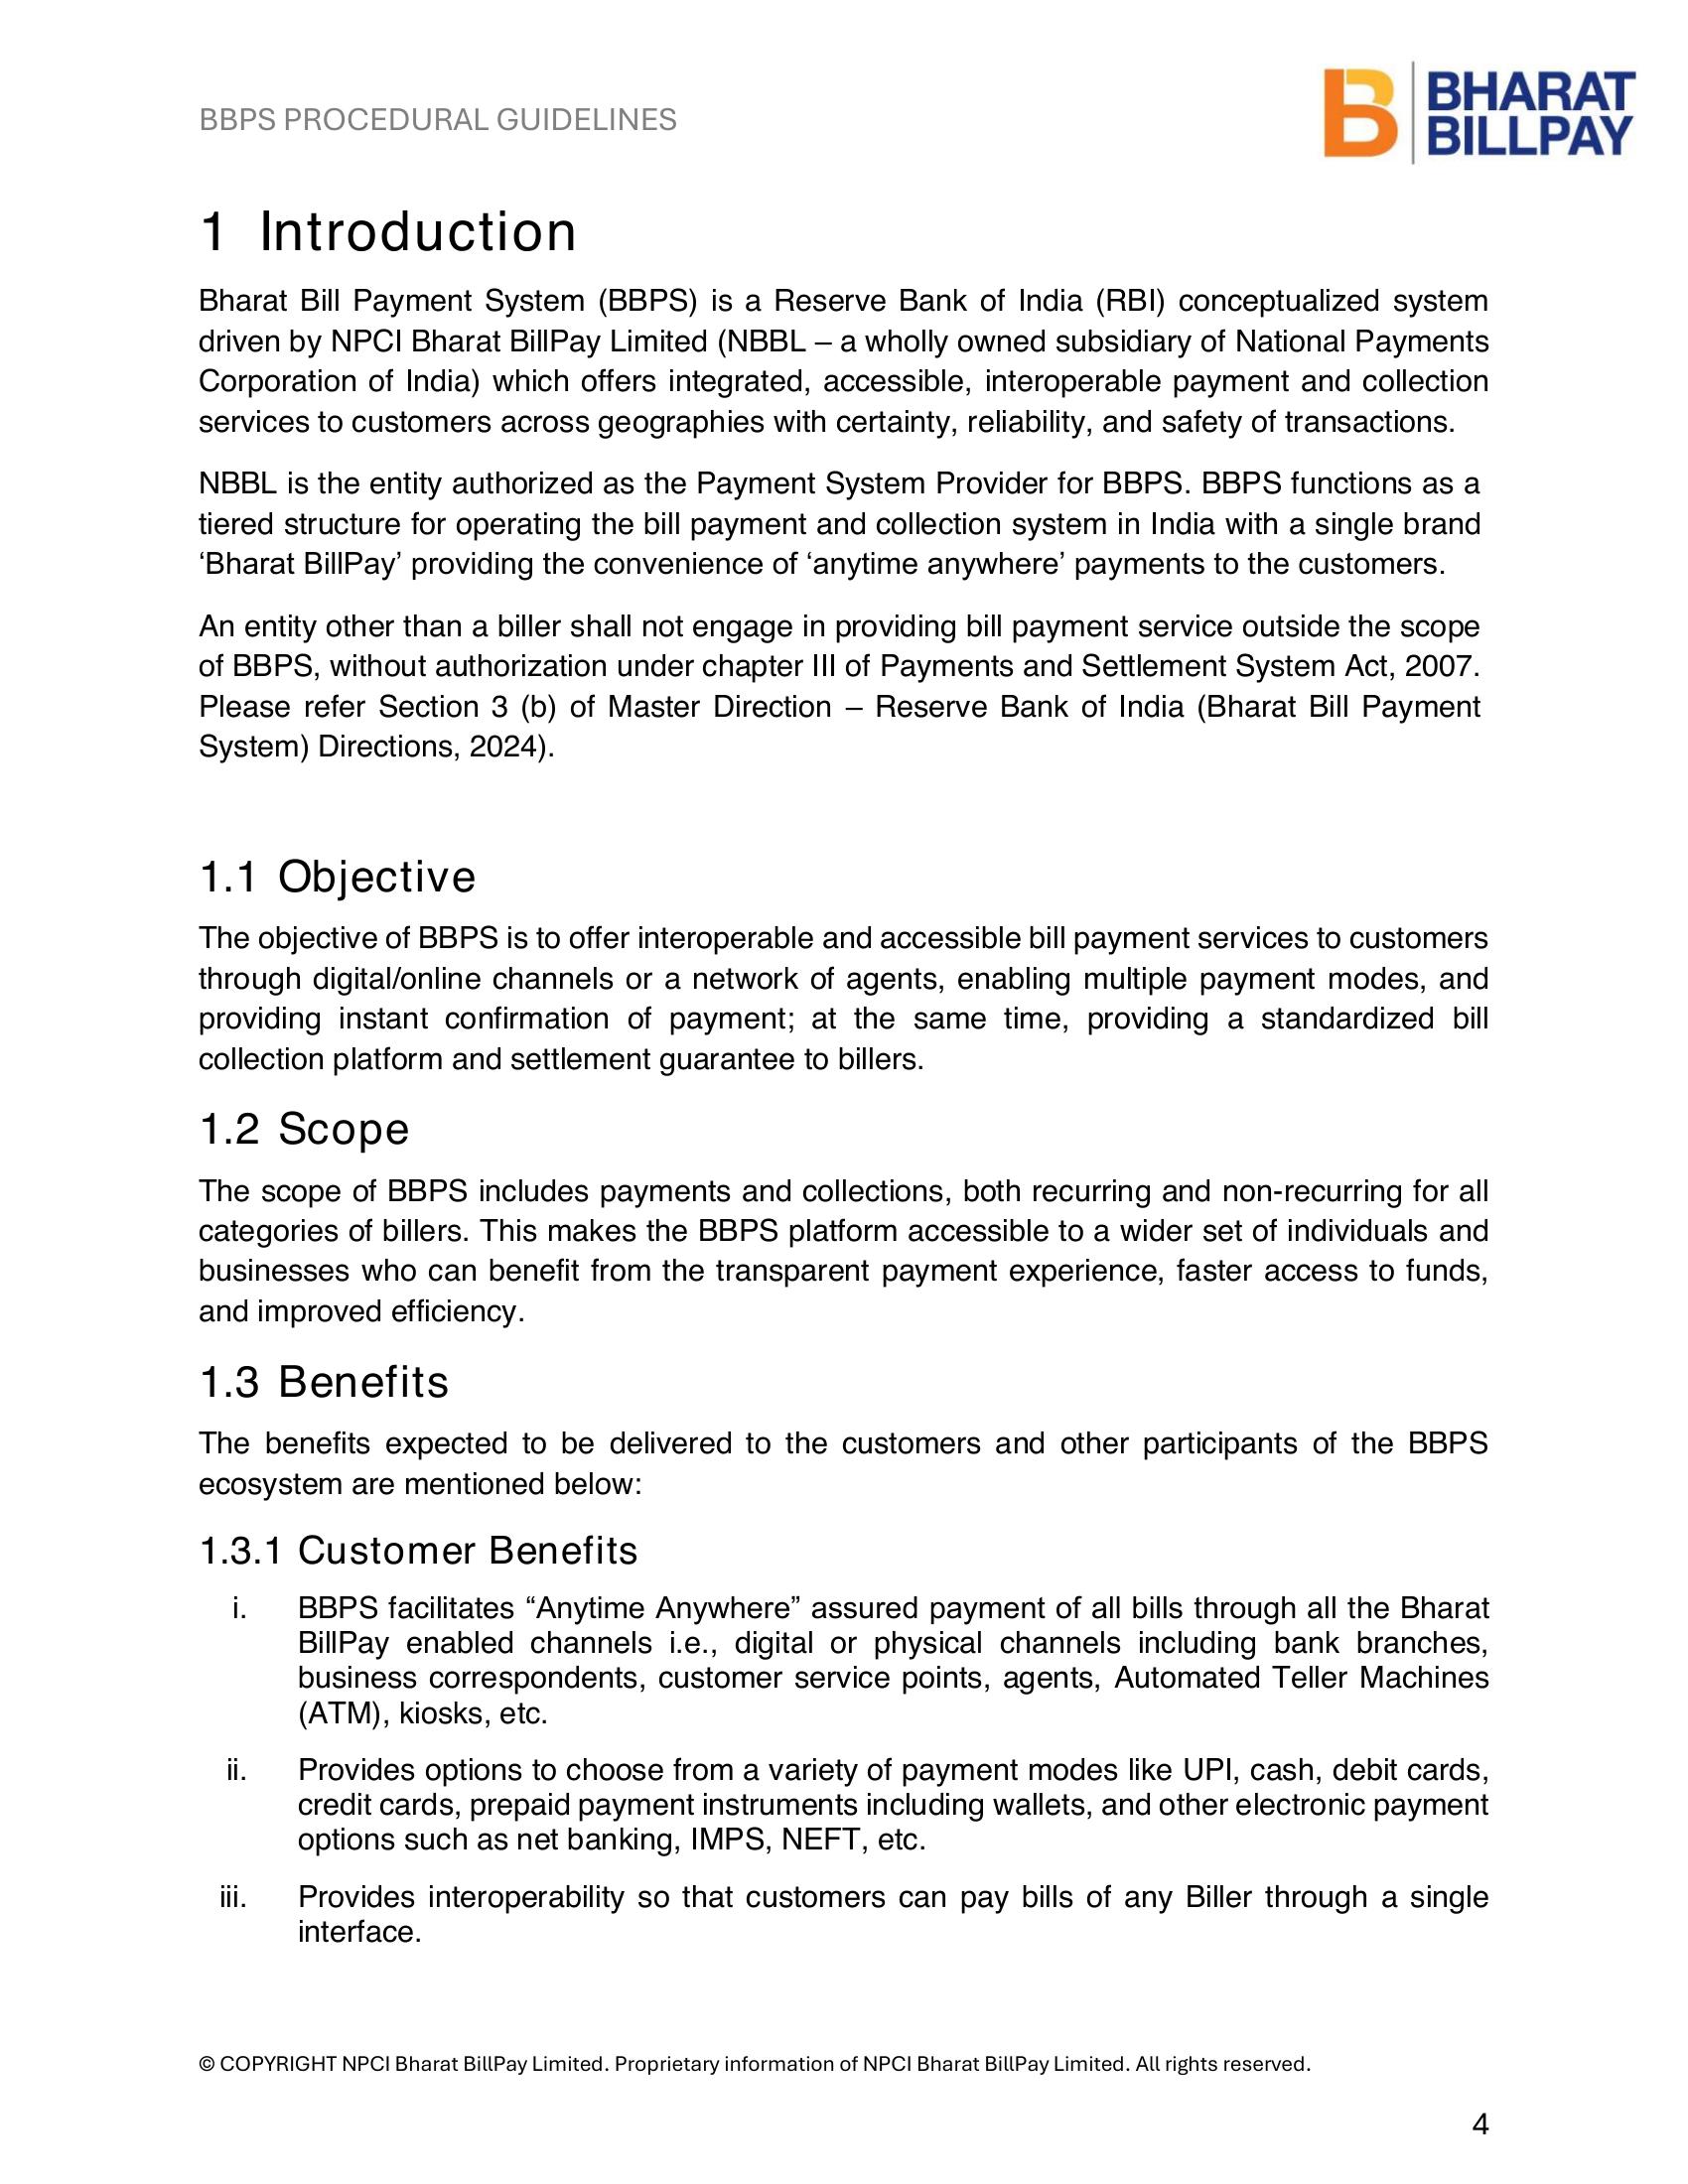 BBPS PROCEDURAL GUIDELINES
BHARAT
BILLPAY
1 Introduction
Bharat Bill Payment System (BBPS) is a Reserve Bank of India (RBI) conceptualized system
driven by NPCI Bharat BillPay Limited (NBBL – a wholly owned subsidiary of National Payments
Corporation of India) which offers integrated, accessible, interoperable payment and collection
services to customers across geographies with certainty, reliability, and safety of transactions.
NBBL is the entity authorized as the Payment System Provider for BBPS. BBPS functions as a
tiered structure for operating the bill payment and collection system in India with a single brand
‘Bharat BillPay’ providing the convenience of ‘anytime anywhere’ payments to the customers.
An entity other than a biller shall not engage in providing bill payment service outside the scope
of BBPS, without authorization under chapter III of Payments and Settlement System Act, 2007.
Please refer Section 3 (b) of Master Direction – Reserve Bank of India (Bharat Bill Payment
System) Directions, 2024).
1.1 Objective
The objective of BBPS is to offer interoperable and accessible bill payment services to customers
through digital/online channels or a network of agents, enabling multiple payment modes, and
providing instant confirmation of payment; at the same time, providing a standardized bill
collection platform and settlement guarantee to billers.
1.2 Scope
The scope of BBPS includes payments and collections, both recurring and non-recurring for all
categories of billers. This makes the BBPS platform accessible to a wider set of individuals and
businesses who can benefit from the transparent payment experience, faster access to funds,
and improved efficiency.
1.3 Benefits
The benefits expected to be delivered to the customers and other participants of the BBPS
ecosystem are mentioned below:
1.3.1 Customer Benefits
i. BBPS facilitates “Anytime Anywhere” assured payment of all bills through all the Bharat
BillPay enabled channels i.e., digital or physical channels including bank branches,
business correspondents, customer service points, agents, Automated Teller Machines
(ATM), kiosks, etc.
ii. Provides options to choose from a variety of payment modes like UPI, cash, debit cards,
credit cards, prepaid payment instruments including wallets, and other electronic payment
options such as net banking, IMPS, NEFT, etc.
iii. Provides interoperability so that customers can pay bills of any Biller through a single
interface.
© COPYRIGHT NPCI Bharat BillPay Limited. Proprietary information of NPCI Bharat BillPay Limited. All rights reserved.
4